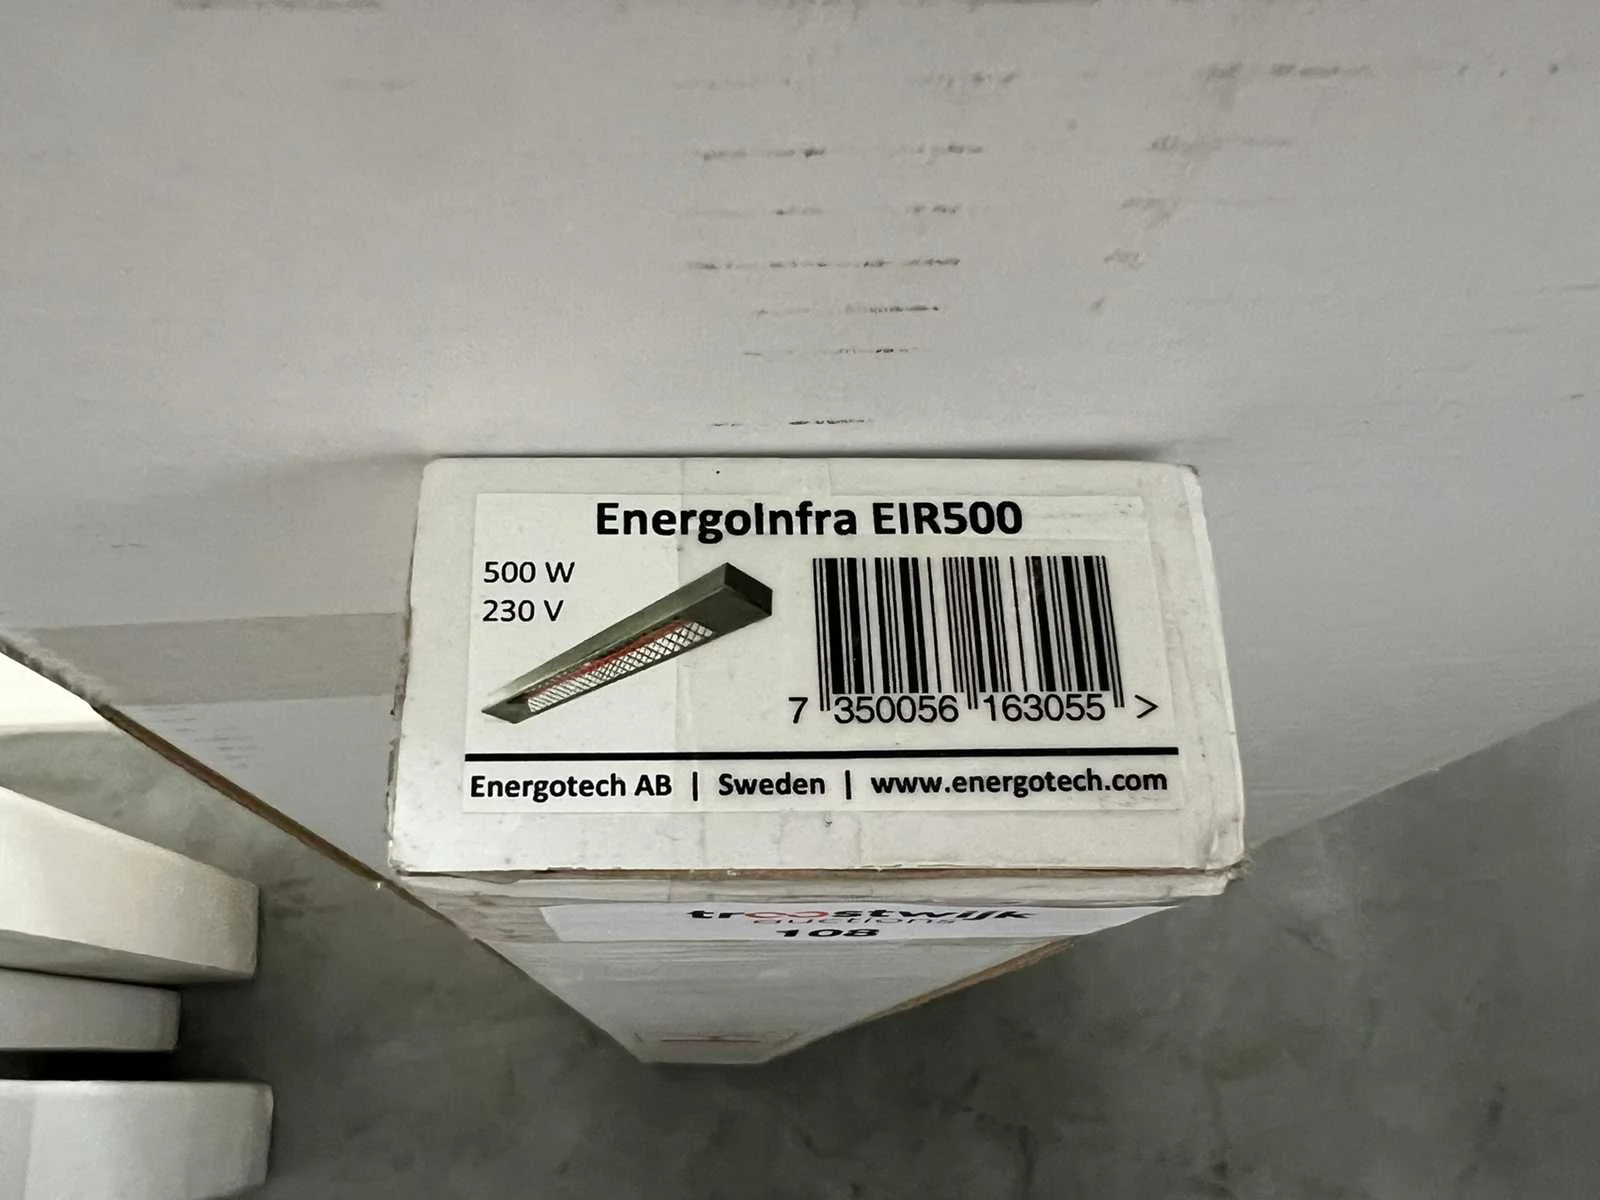 EnergoInfra EIR500
500 W
230 V
7 350056 163055 >
Energotech AB | Sweden | www.energotech.com
troostwijk
auctions
108